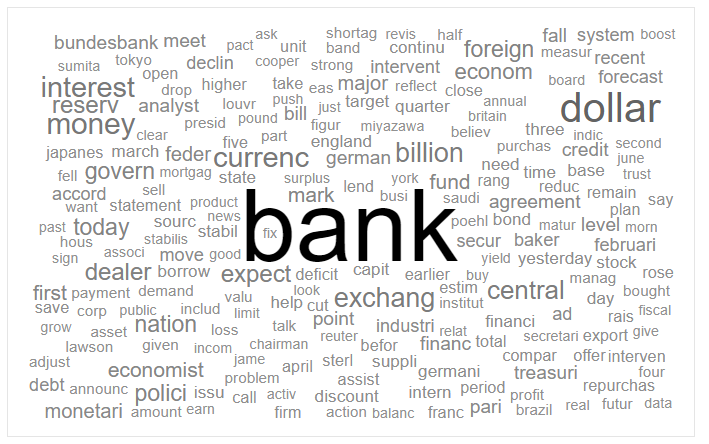 ask shortag revis half
bundesbank meet pact unit band continu foreign fall system boost
sumita tokyo declin cooper strong intervent measur recent
open drop higher take eas major reflect close econom board forecast
interest louvr push just target quarter annual
reserv analyst presid pound bill britain dollar
money clear five part figur miyazawa believ three indic
japanes march feder currenc england german billion purchas credit second
fell mortgag state surplus york fund rang need time base june trust
govern
accord sell product mark lend busi saudi agreement reduc remain say
want statement news bank plan
past today sourc stabil fix poehl bond matur level morn
hous stabilis secur baker februari
sign associ move good yield yesterday stock
dealer borrow expect deficit capit earlier buy manag rose
first payment demand valu look exchang estim central day bought
save corp public includ limit help cut institut rais fiscal
grow nation loss talk point industri financi ad
asset reuter relat secretari export give
lawson given incom chairman befor financ total
adjust economist jame april sterl suppli compar offer interven
debt announc problem assist germani treasuri four
polici issu call activ discount intern period profit repurchas
monetari amount earn firm action balanc franc pari brazil real futur data